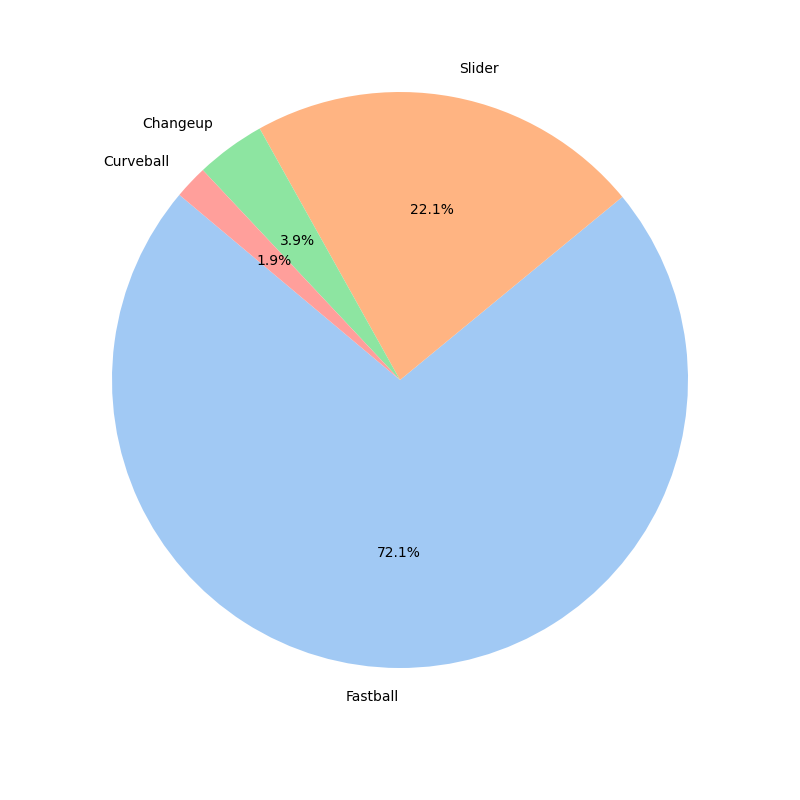 Slider
Changeup
Curveball
22.1%
3.9%
1.9%
72.1%
Fastball